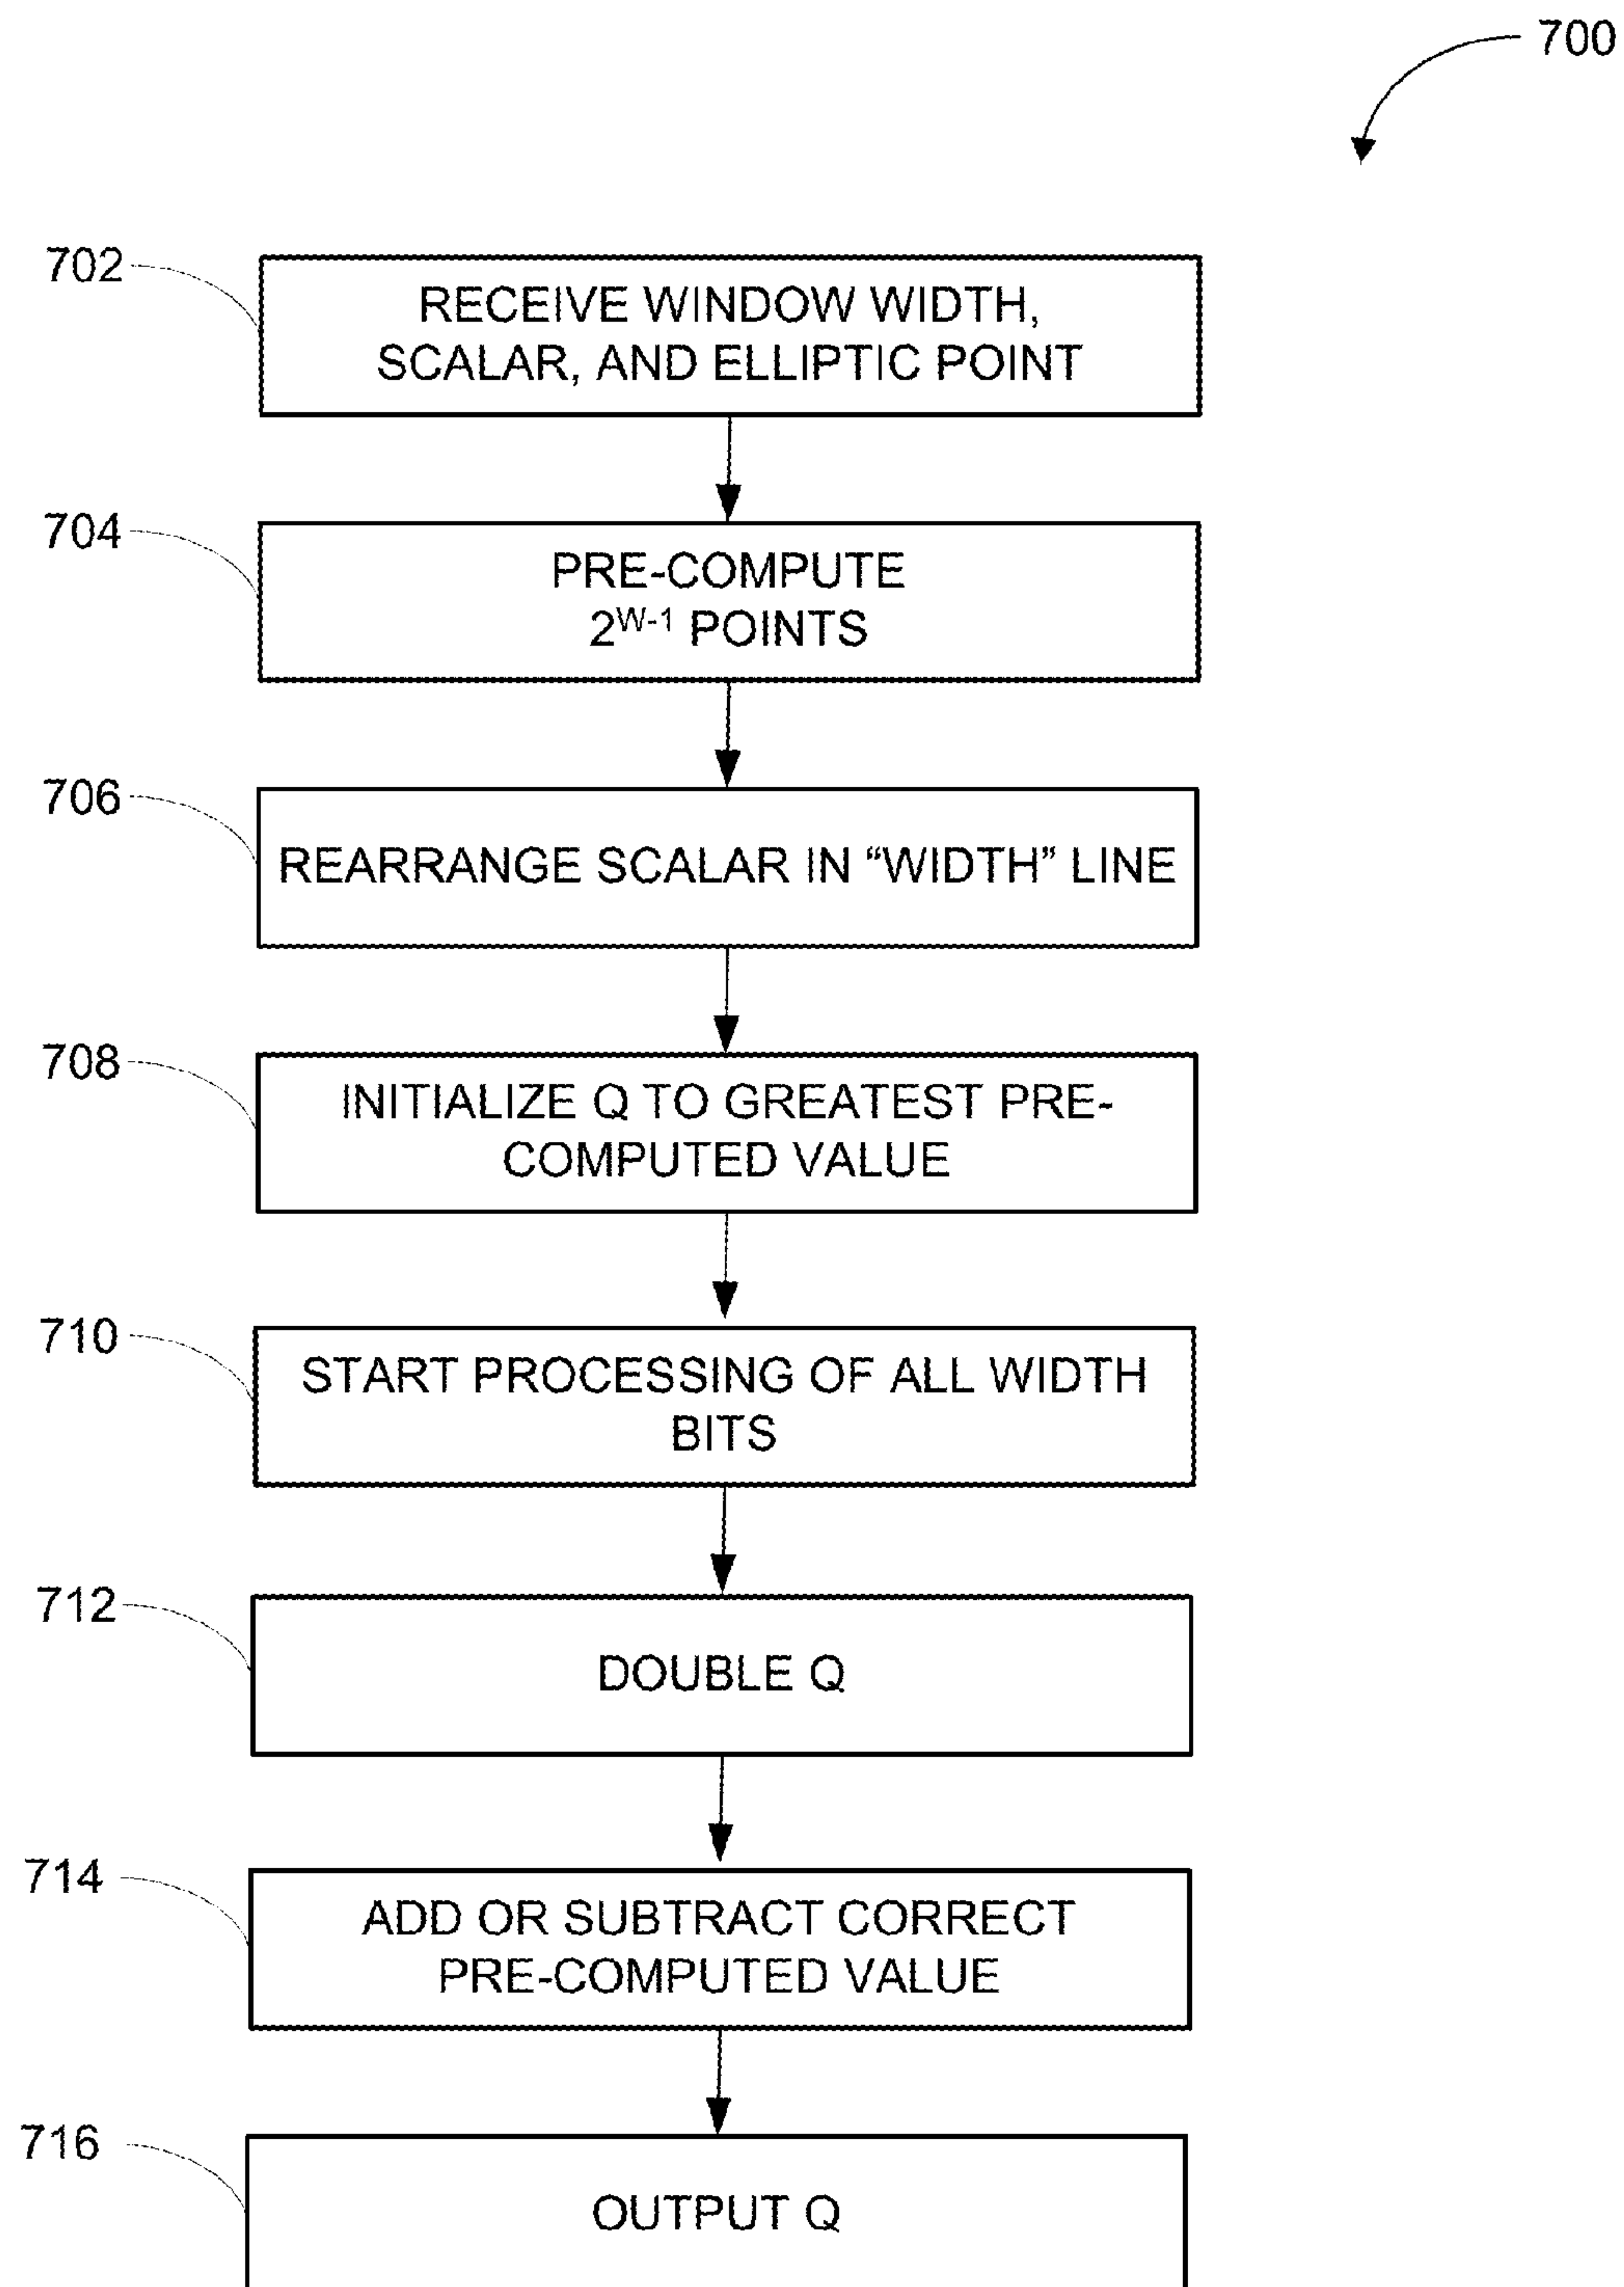 700
702
RECEIVE WINDOW WIDTH,
SCALAR, AND ELLIPTIC POINT
704
PRE-COMPUTE
2^W-1 POINTS
706
REARRANGE SCALAR IN “WIDTH” LINE
708
INITIALIZE Q TO GREATEST PRE-
COMPUTED VALUE
710
START PROCESSING OF ALL WIDTH
BITS
712
DOUBLE Q
714
ADD OR SUBTRACT CORRECT
PRE-COMPUTED VALUE
716
OUTPUT Q